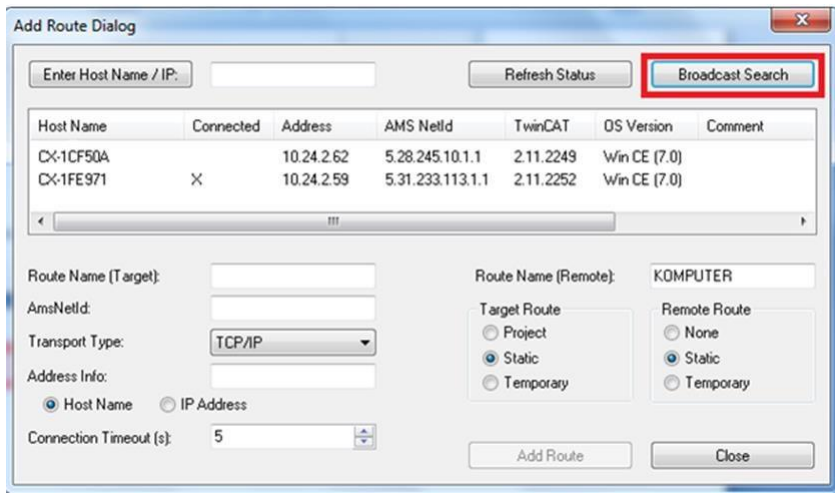 Add Route Dialog
Enter Host Name / IP: Refresh Status Broadcast Search
Host Name Connected Address AMS NetId TwinCAT OS Version Comment
CX-1CF50A 10.24.2.62 5.28.245.10.1.1 2.11.2249 Win CE (7.0)
CX-1FE971 X 10.24.2.59 5.31.233.113.1.1 2.11.2252 Win CE (7.0)
Route Name (Target): Route Name (Remote): KOMPUTER
AmsNetId: Target Route Remote Route
Transport Type: TCP/IP Project None
Static Static
Address Info: Temporary Temporary
Host Name IP Address
Connection Timeout (s): 5
Add Route Close